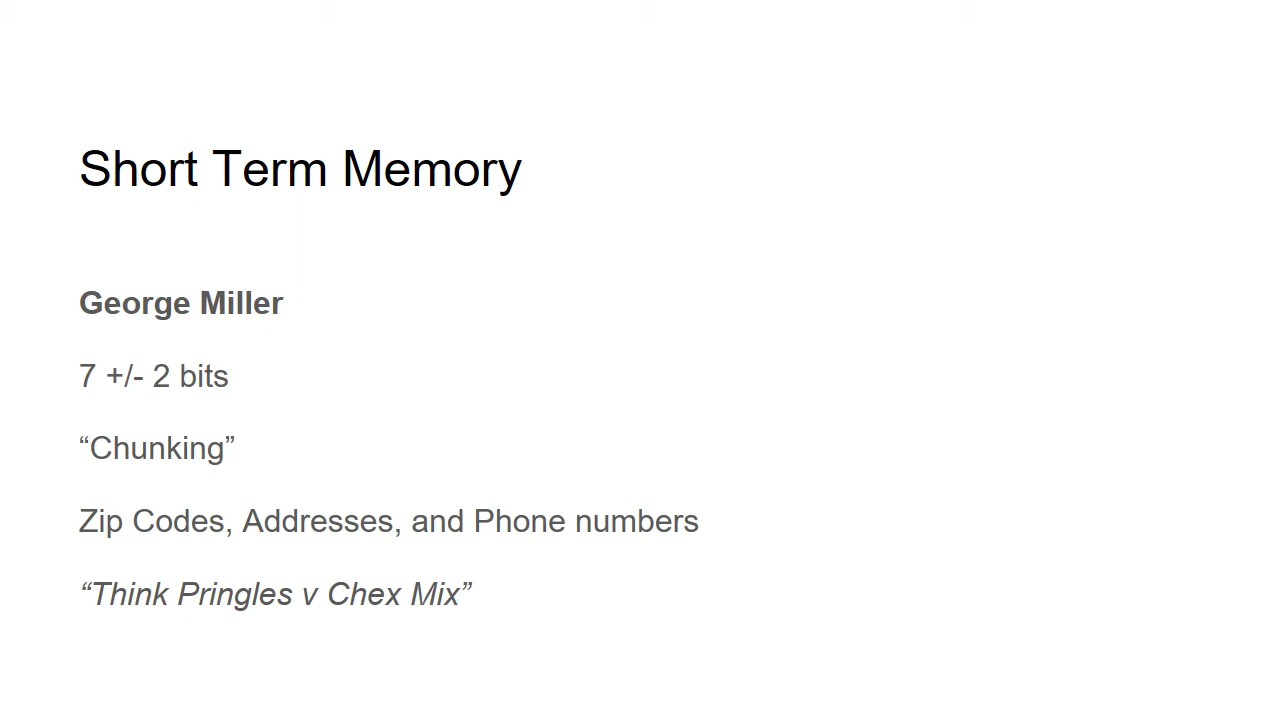 Short Term Memory
George Miller
7 +/- 2 bits
“Chunking”
Zip Codes, Addresses, and Phone numbers
“Think Pringles v Chex Mix”